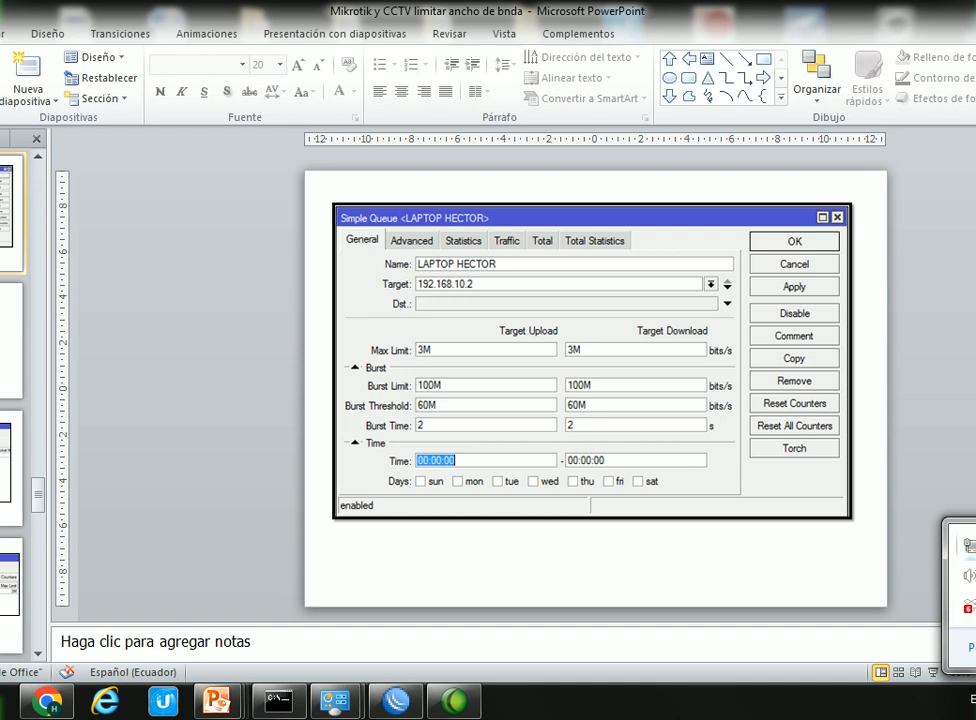 Mikrotik y CCTV limitar ancho de bnda - Microsoft PowerPoint
Diseño Transiciones Animaciones Presentación con diapositivas Revisar Vista Complementos
Nueva diapositiva
Diseño
Restablecer
Sección
20
N K S S abc AV Aa A
Dirección del texto
Alinear texto
Convertir a SmartArt
Organizar
Estilos rápidos
Relleno de fo
Contorno de
Efectos de fo
Diapositivas Fuente Párrafo Dibujo
Simple Queue <LAPTOP HECTOR>
General Advanced Statistics Traffic Total Total Statistics
Name: LAPTOP HECTOR
Target: 192.168.10.2
Dst.:
Target Upload Target Download
Max Limit: 3M 3M bits/s
Burst
Burst Limit: 100M 100M bits/s
Burst Threshold: 60M 60M bits/s
Burst Time: 2 2 s
Time
Time: 00:00:00 - 00:00:00
Days: sun mon tue wed thu fri sat
enabled
OK
Cancel
Apply
Disable
Comment
Copy
Remove
Reset Counters
Reset All Counters
Torch
Haga clic para agregar notas
e Office" Español (Ecuador)